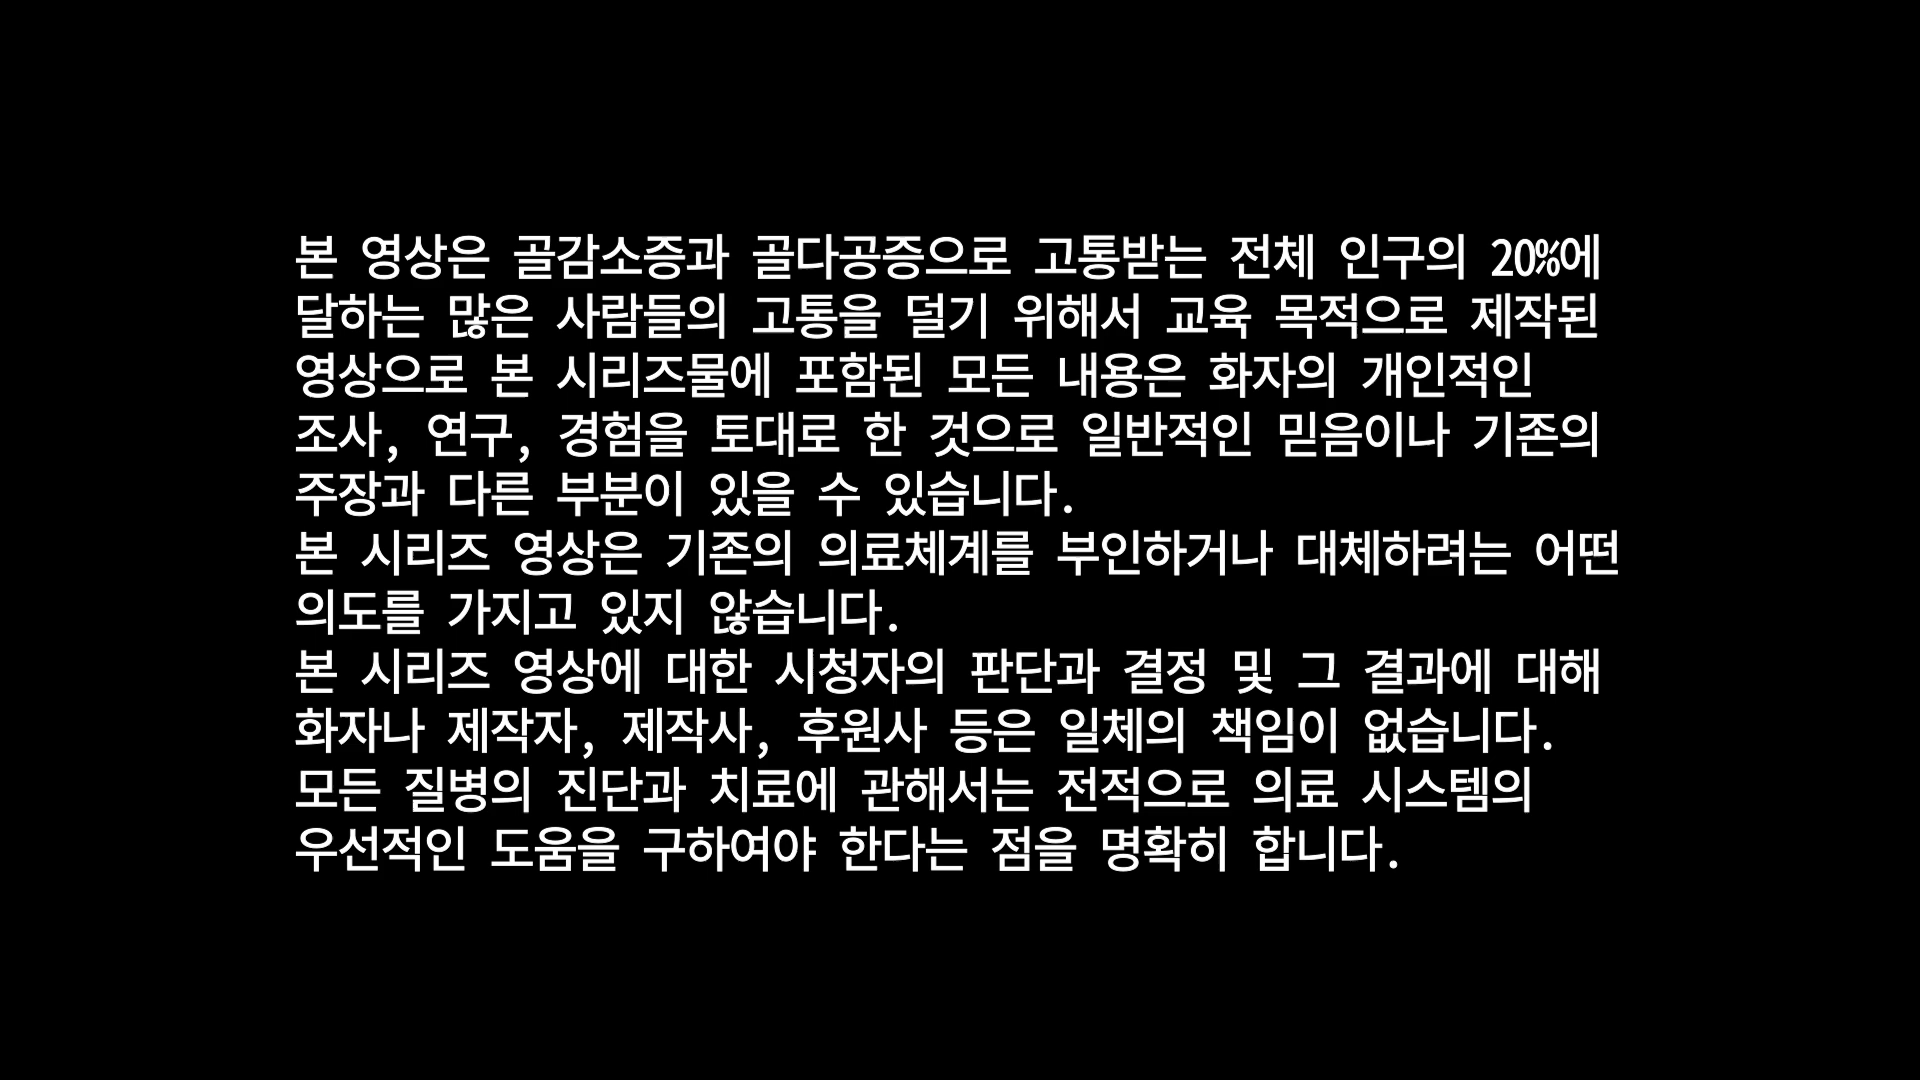 본 영상은 골감소증과 골다공증으로 고통받는 전체 인구의 20%에
달하는 많은 사람들의 고통을 덜기 위해서 교육 목적으로 제작된
영상으로 본 시리즈물에 포함된 모든 내용은 화자의 개인적인
조사, 연구, 경험을 토대로 한 것으로 일반적인 믿음이나 기존의
주장과 다른 부분이 있을 수 있습니다.
본 시리즈 영상은 기존의 의료체계를 부인하거나 대체하려는 어떤
의도를 가지고 있지 않습니다.
본 시리즈 영상에 대한 시청자의 판단과 결정 및 그 결과에 대해
화자나 제작자, 제작사, 후원사 등은 일체의 책임이 없습니다.
모든 질병의 진단과 치료에 관해서는 전적으로 의료 시스템의
우선적인 도움을 구하여야 한다는 점을 명확히 합니다.